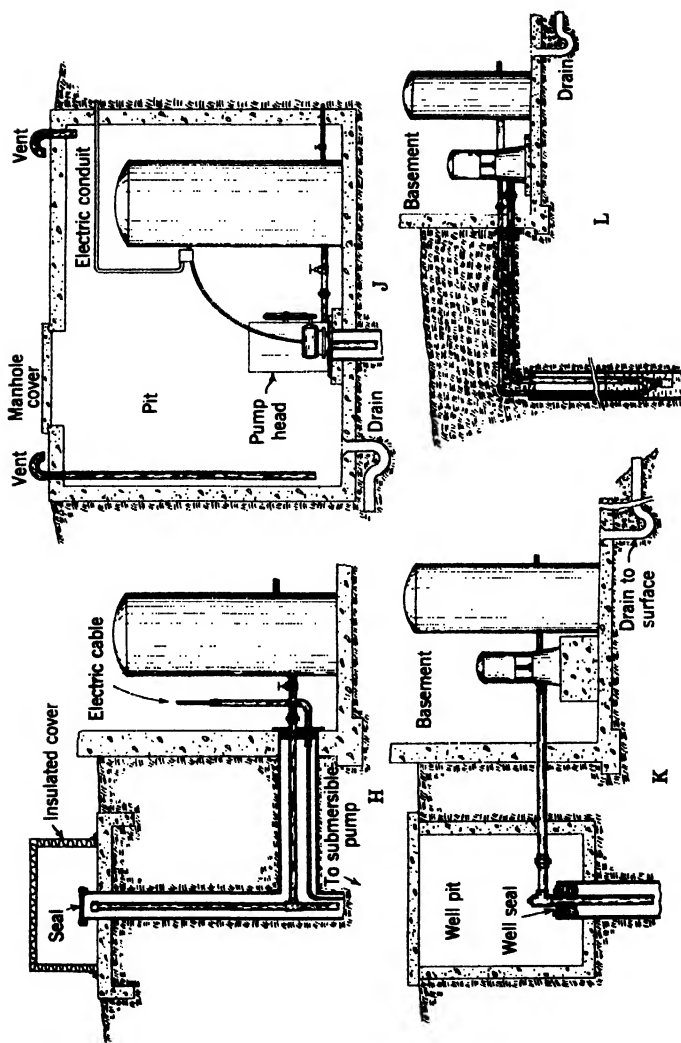 Insulated cover
Seal
Electric cable
To submersible
pump
H
Vent
Manhole
cover
Vent
Electric conduit
Pit
Pump
head
Drain
J
Basement
Well pit
Well seal
Drain to
surface
K
Basement
Drain
L